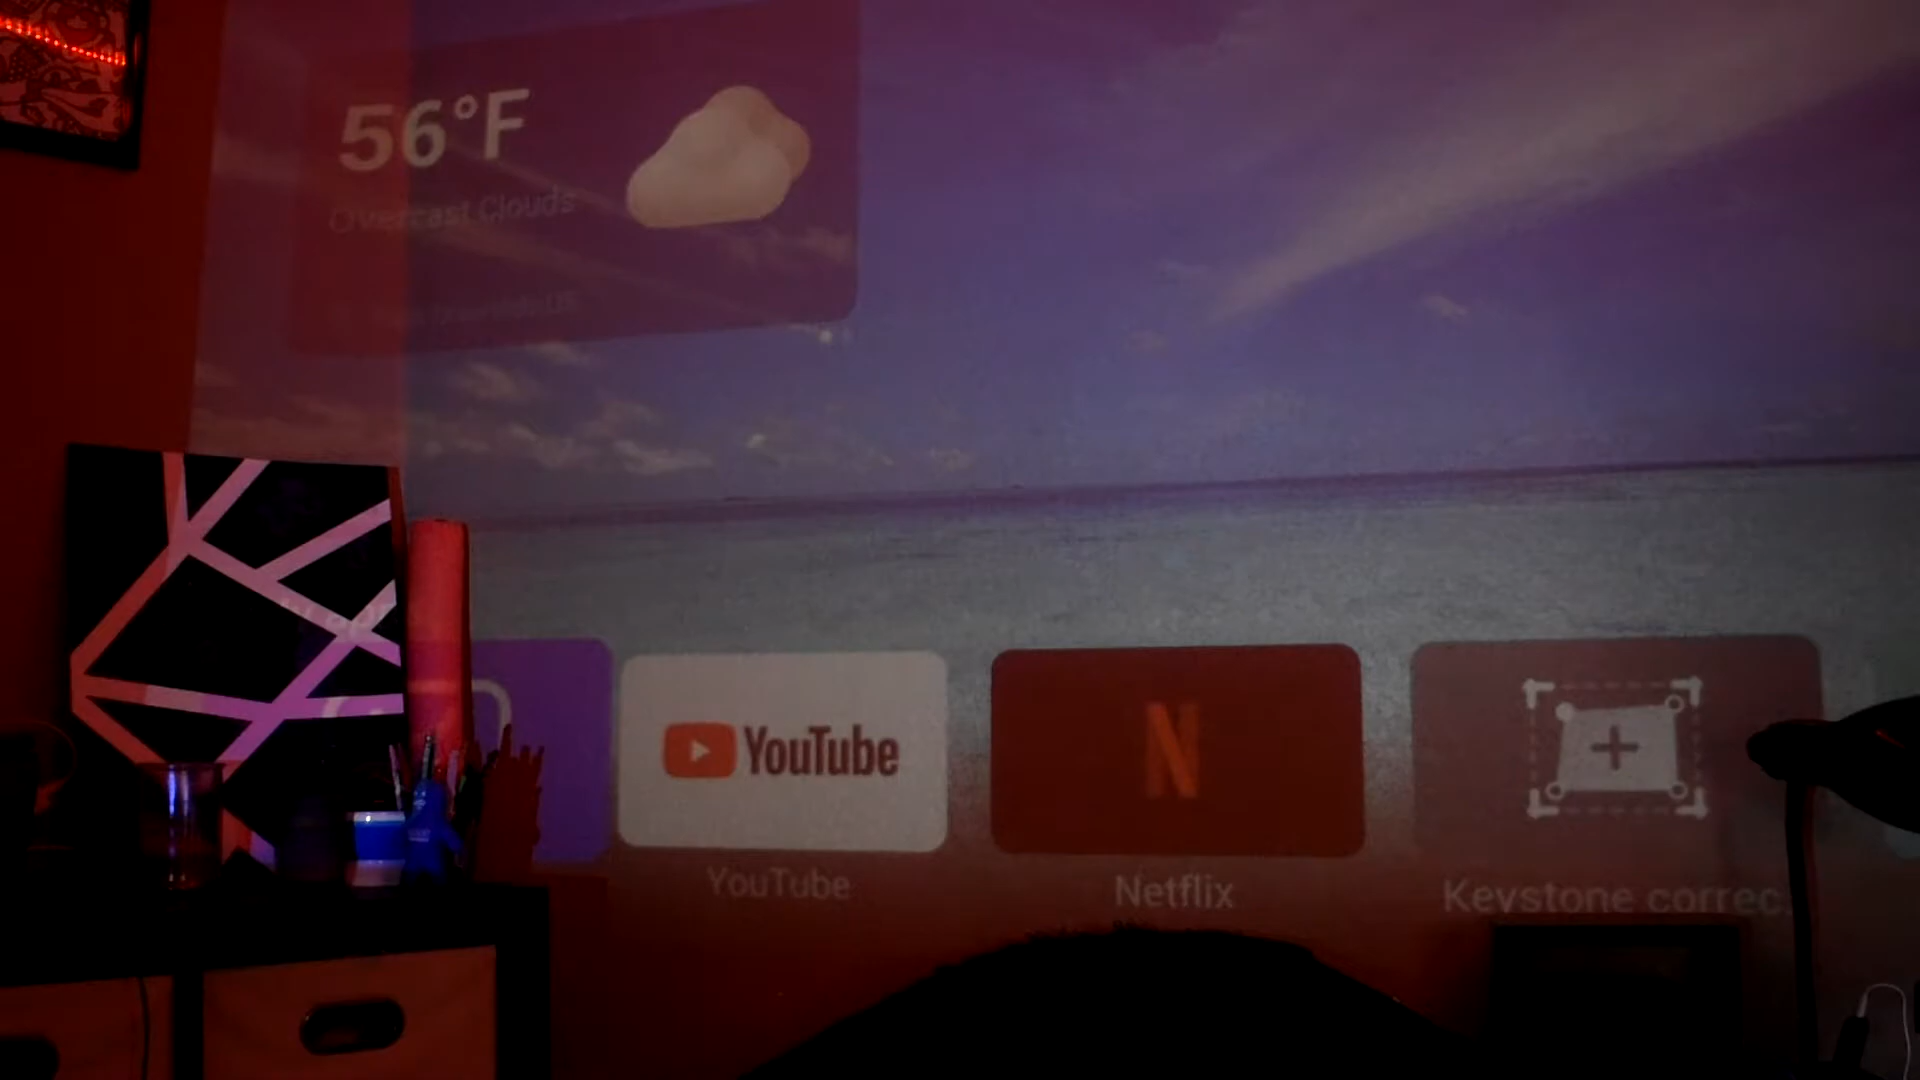 56°F
Overcast Clouds
YouTube
N
YouTube
Netflix
Keystone correc...